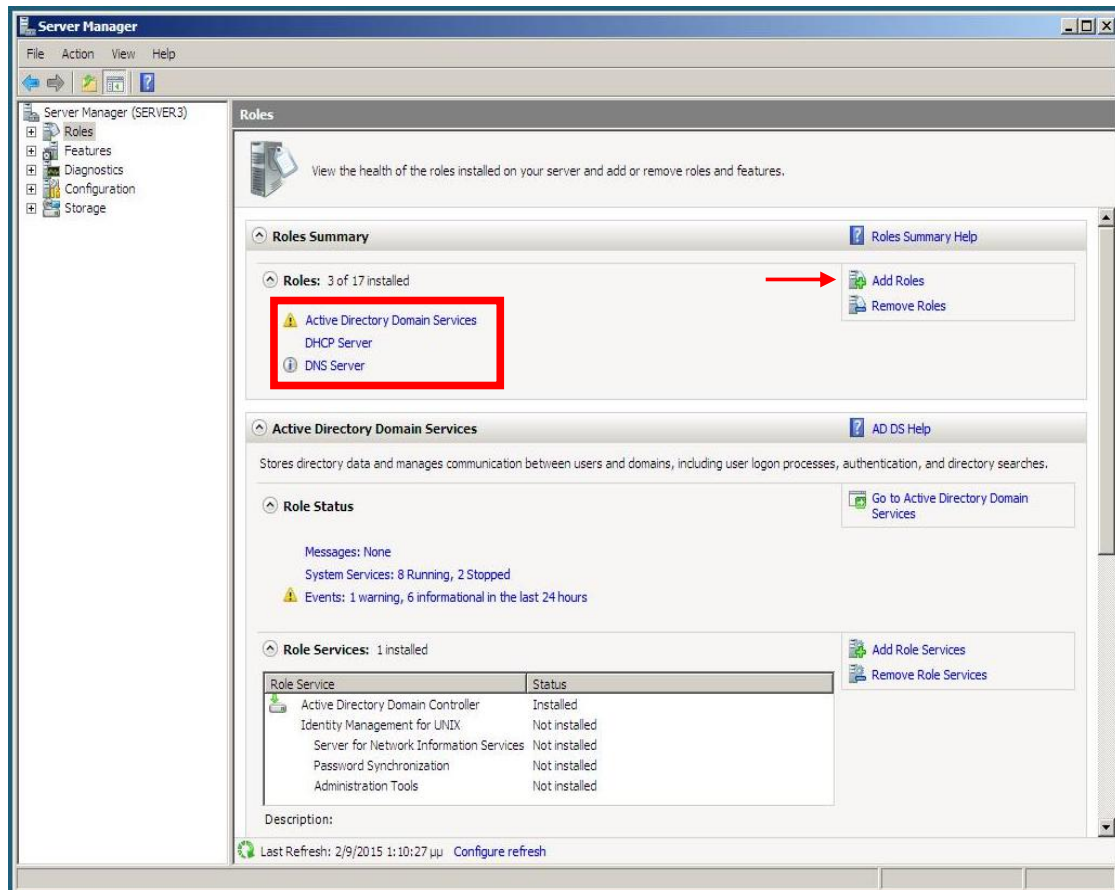 Server Manager
File Action View Help
Server Manager (SERVER3)
Roles
Features
Diagnostics
Configuration
Storage
Roles
View the health of the roles installed on your server and add or remove roles and features.
Roles Summary
Roles Summary Help
Roles: 3 of 17 installed
Add Roles
Remove Roles
Active Directory Domain Services
DHCP Server
DNS Server
Active Directory Domain Services
AD DS Help
Stores directory data and manages communication between users and domains, including user logon processes, authentication, and directory searches.
Role Status
Go to Active Directory Domain
Services
Messages: None
System Services: 8 Running, 2 Stopped
Events: 1 warning, 6 informational in the last 24 hours
Role Services: 1 installed
Add Role Services
Remove Role Services
Role Service Status
Active Directory Domain Controller Installed
Identity Management for UNIX Not installed
Server for Network Information Services Not installed
Password Synchronization Not installed
Administration Tools Not installed
Description:
Last Refresh: 2/9/2015 1:10:27 μμ Configure refresh